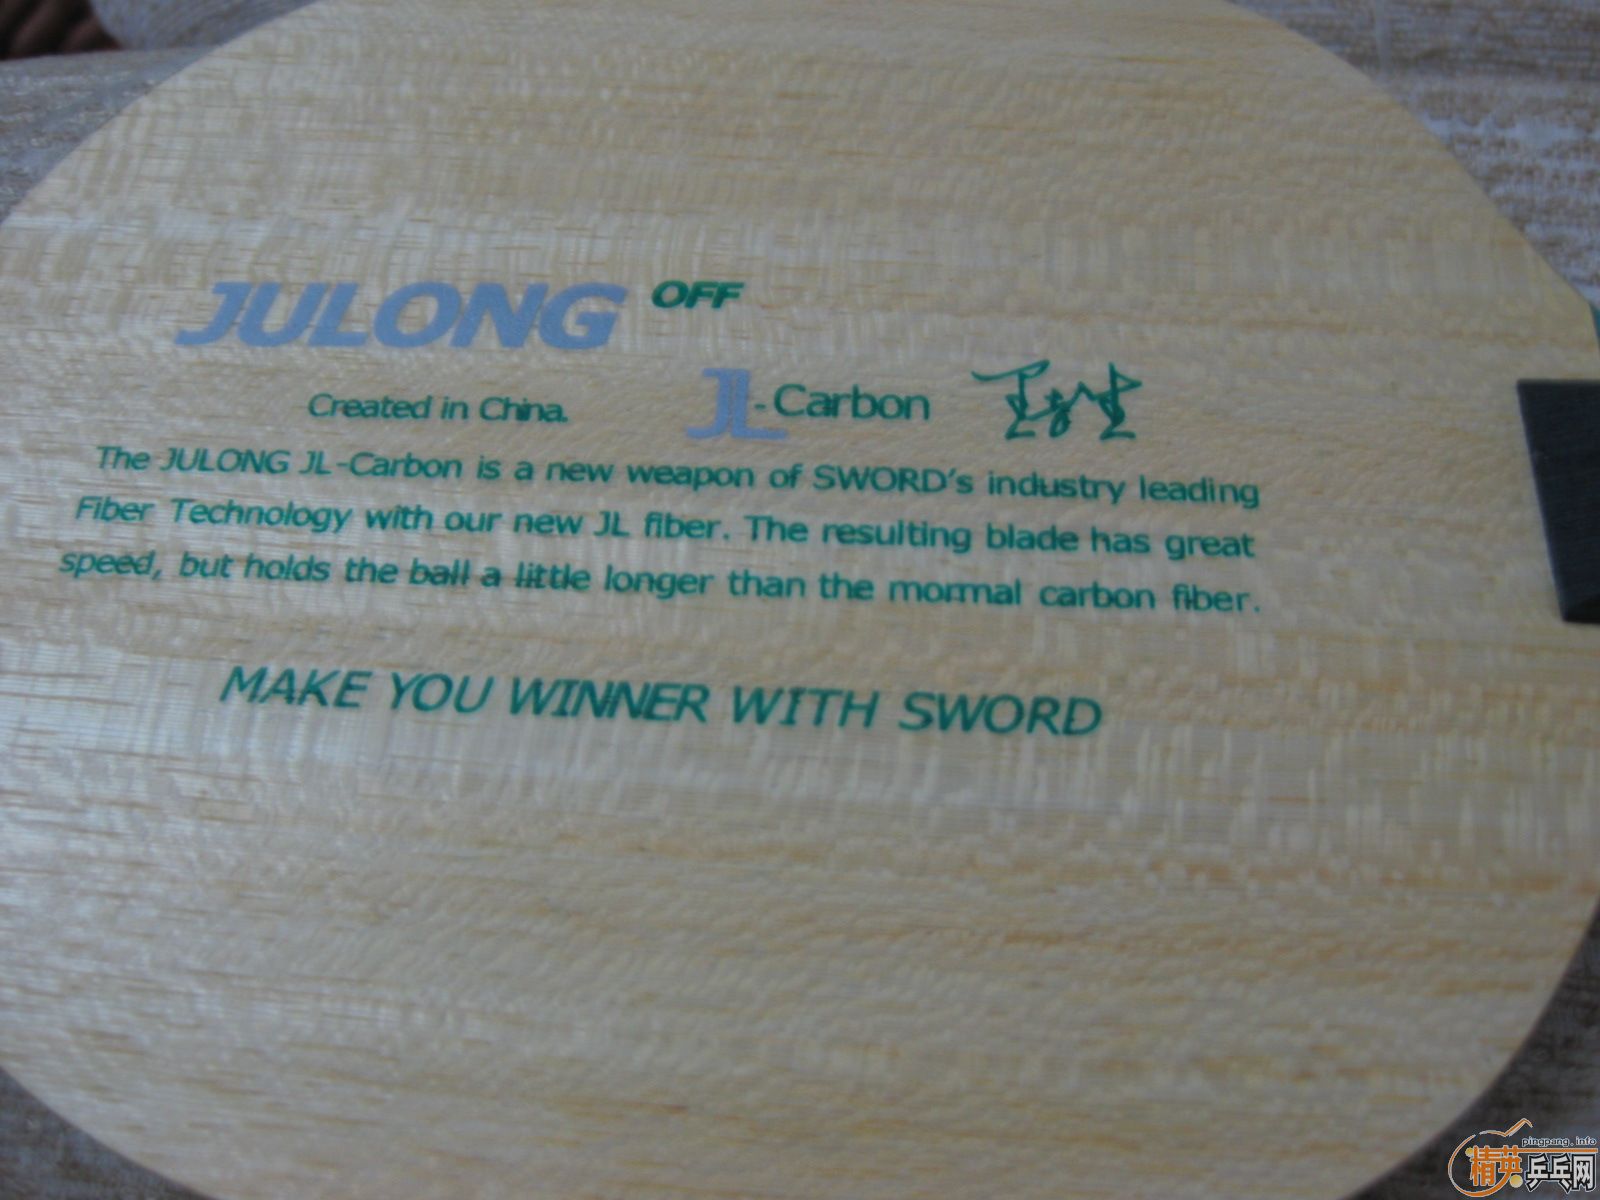 JULONG OFF
Created in China. JL-Carbon
The JULONG JL-Carbon is a new weapon of SWORD's industry leading
Fiber Technology with our new JL fiber. The resulting blade has great
speed, but holds the ball a little longer than the mormal carbon fiber.
MAKE YOU WINNER WITH SWORD
pingpang.info
精英乒乓网